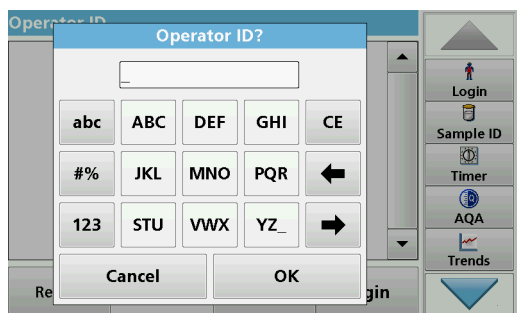 Operator ID
Operator ID?
_
abc ABC DEF GHI CE
#% JKL MNO PQR
123 STU VWX YZ_
Cancel OK
Re gin
Login
Sample ID
Timer
AQA
Trends